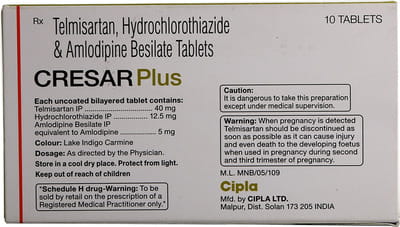 Rx Telmisartan, Hydrochlorothiazide
& Amlodipine Besilate Tablets
10 TABLETS
CRESAR Plus
Each uncoated bilayered tablet contains:
Telmisartan IP ........................ 40 mg
Hydrochlorothiazide IP .............. 12.5 mg
Amlodipine Besilate IP
equivalent to Amlodipine ............... 5 mg
Colour: Lake Indigo Carmine
Dosage: As directed by the Physician.
Store in a cool dry place. Protect from light.
Keep out of reach of children
"Schedule H drug-Warning: To be
sold by retail on the prescription of a
Registered Medical Practitioner only."
Caution:
It is dangerous to take this preparation
except under medical supervision.
Warning: When pregnancy is detected
Telmisartan should be discontinued as
soon as possible as it can cause injury
and even death to the developing foetus
when used in pregnancy during second
and third trimester of pregnancy.
M.L. MNB/05/109
Cipla
Mfd. by CIPLA LTD.
Malpur, Dist. Solan 173 205 INDIA